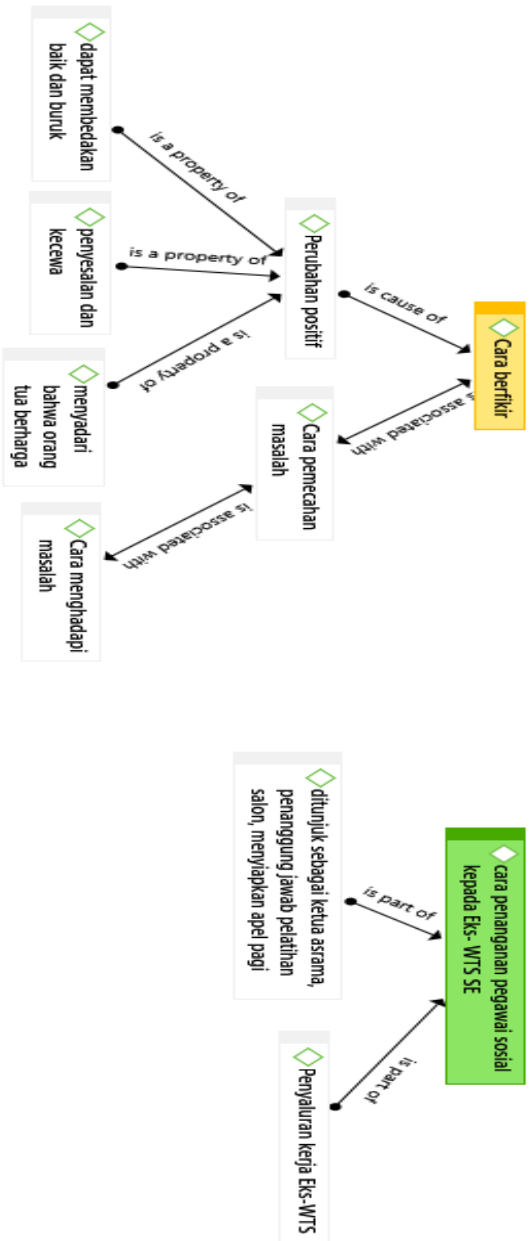 Cara berfikir
is cause of
is associated with
Perubahan positif
Cara pemecahan
masalah
is a property of
is a property of
is a property of
is associated with
dapat membedakan
baik dan buruk
penyesalan dan
kecewa
menyadari
bahwa orang
tua berharga
Cara menghadapi
masalah
cara penanganan pegawai sosial
kepada Eks- WTS SE
is part of
is part of
ditunjuk sebagai ketua asrama,
penanggung jawab pelatihan
salon, menyiapkan apel pagi
Penyaluran kerja Eks-WTS